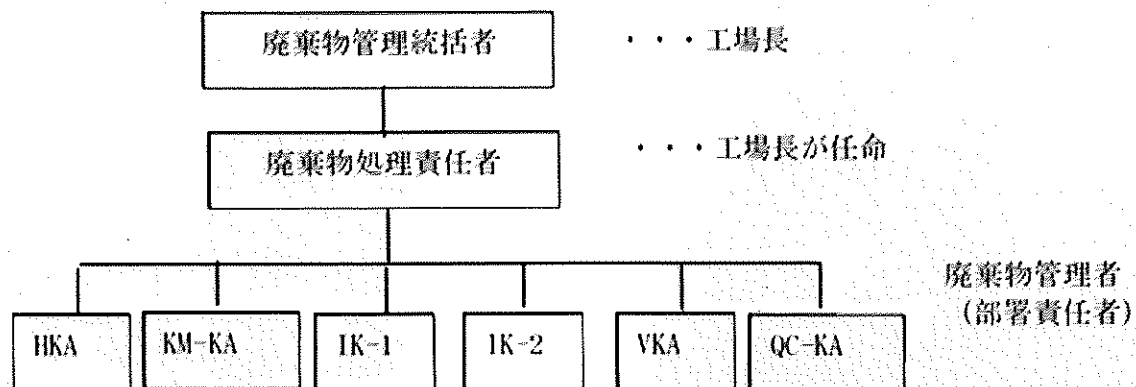 廃棄物管理統括者 ・・・工場長
廃棄物処理責任者 ・・・工場長が任命
廃棄物管理者
(部署責任者)
HKA KM-KA IK-1 IK-2 VKA QC-KA